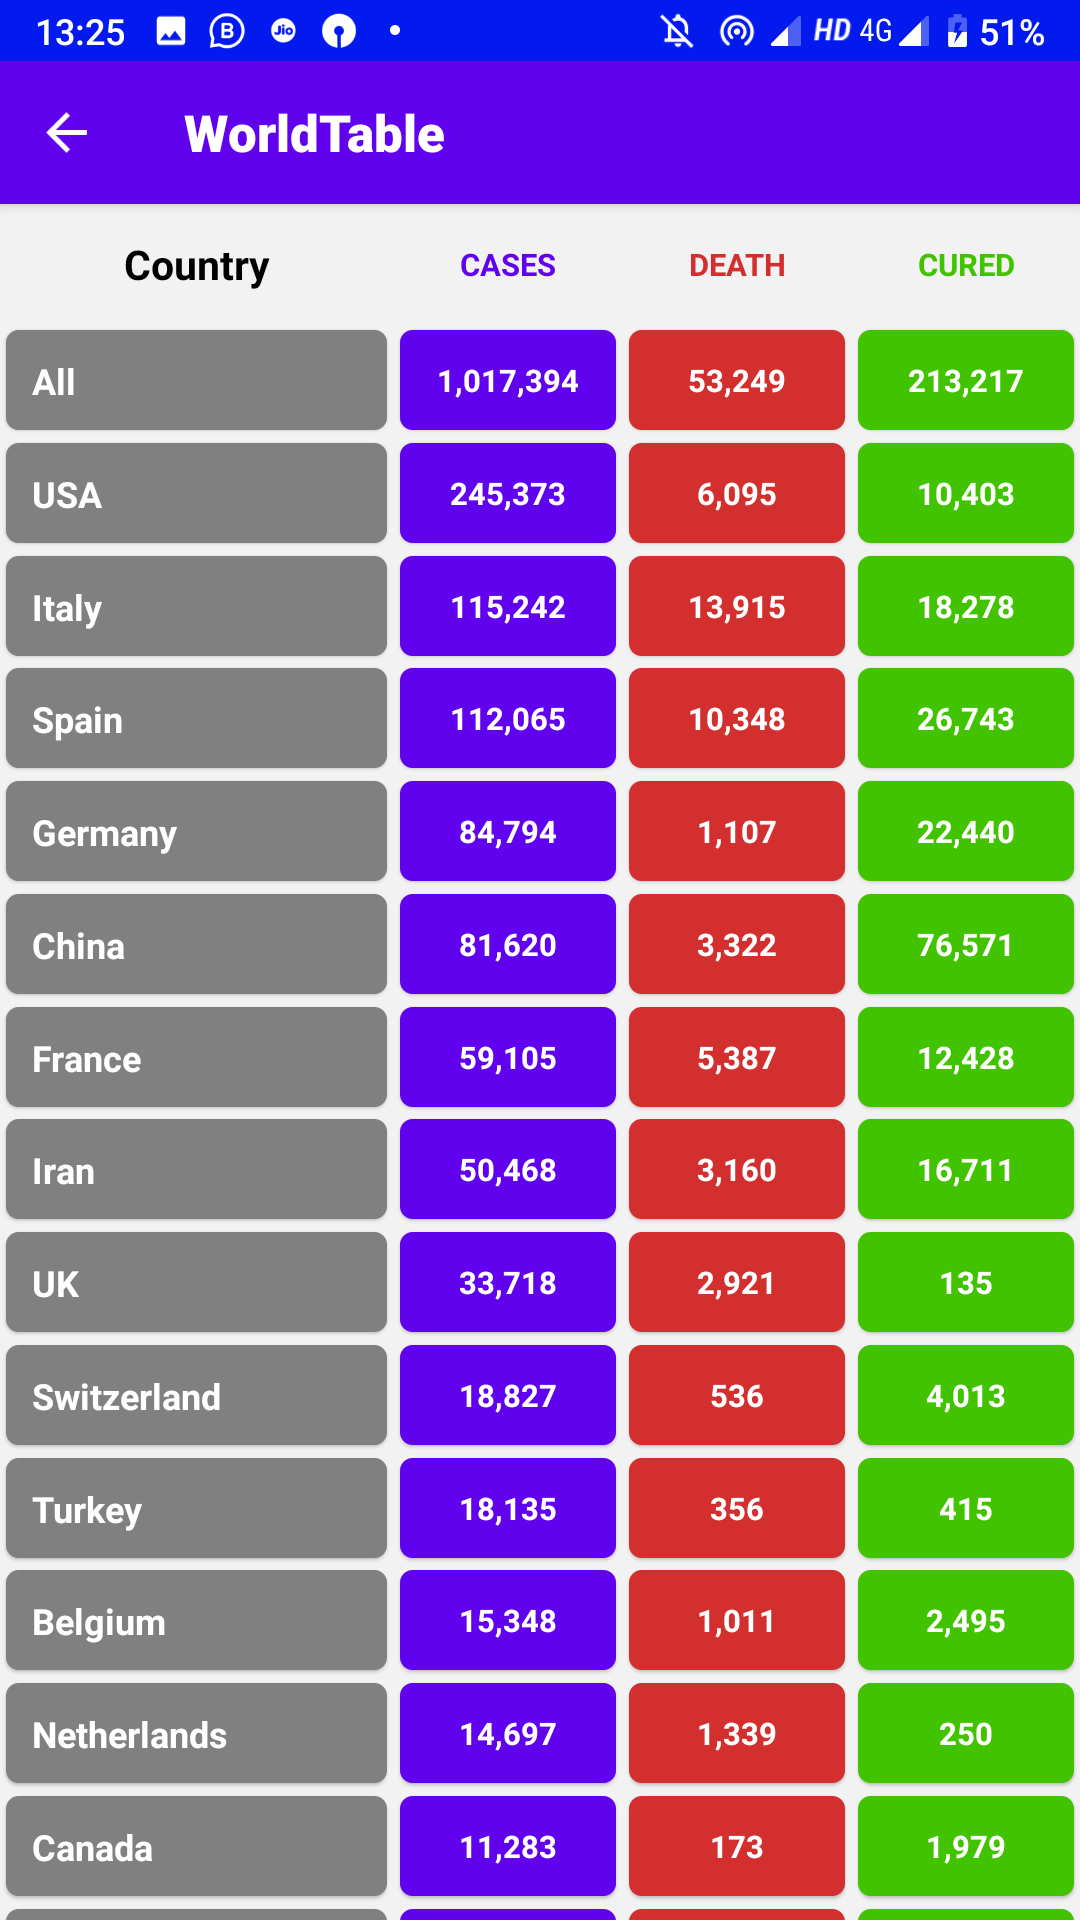 13:25 B Jio HD 4G 51%
WorldTable
Country CASES DEATH CURED
All 1,017,394 53,249 213,217
USA 245,373 6,095 10,403
Italy 115,242 13,915 18,278
Spain 112,065 10,348 26,743
Germany 84,794 1,107 22,440
China 81,620 3,322 76,571
France 59,105 5,387 12,428
Iran 50,468 3,160 16,711
UK 33,718 2,921 135
Switzerland 18,827 536 4,013
Turkey 18,135 356 415
Belgium 15,348 1,011 2,495
Netherlands 14,697 1,339 250
Canada 11,283 173 1,979